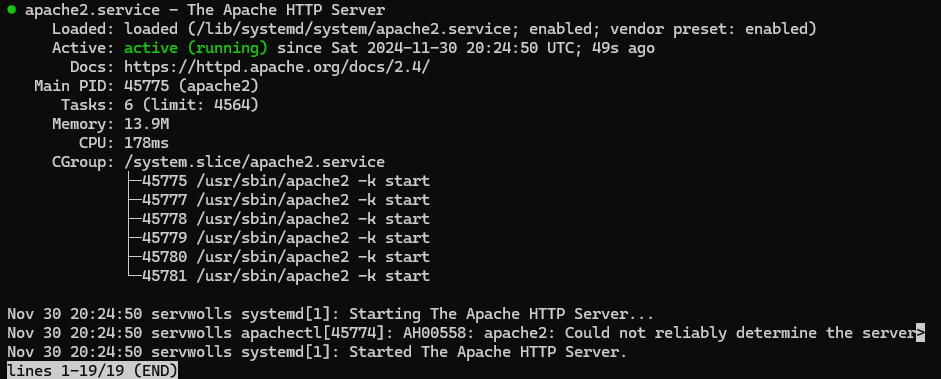 ● apache2.service - The Apache HTTP Server
     Loaded: loaded (/lib/systemd/system/apache2.service; enabled; vendor preset: enabled)
     Active: active (running) since Sat 2024-11-30 20:24:50 UTC; 49s ago
       Docs: https://httpd.apache.org/docs/2.4/
   Main PID: 45775 (apache2)
      Tasks: 6 (limit: 4564)
     Memory: 13.9M
        CPU: 178ms
     CGroup: /system.slice/apache2.service
             ├─45775 /usr/sbin/apache2 -k start
             ├─45777 /usr/sbin/apache2 -k start
             ├─45778 /usr/sbin/apache2 -k start
             ├─45779 /usr/sbin/apache2 -k start
             ├─45780 /usr/sbin/apache2 -k start
             └─45781 /usr/sbin/apache2 -k start

Nov 30 20:24:50 servwolls systemd[1]: Starting The Apache HTTP Server...
Nov 30 20:24:50 servwolls apachectl[45774]: AH00558: apache2: Could not reliably determine the server>
Nov 30 20:24:50 servwolls systemd[1]: Started The Apache HTTP Server.
lines 1-19/19 (END)